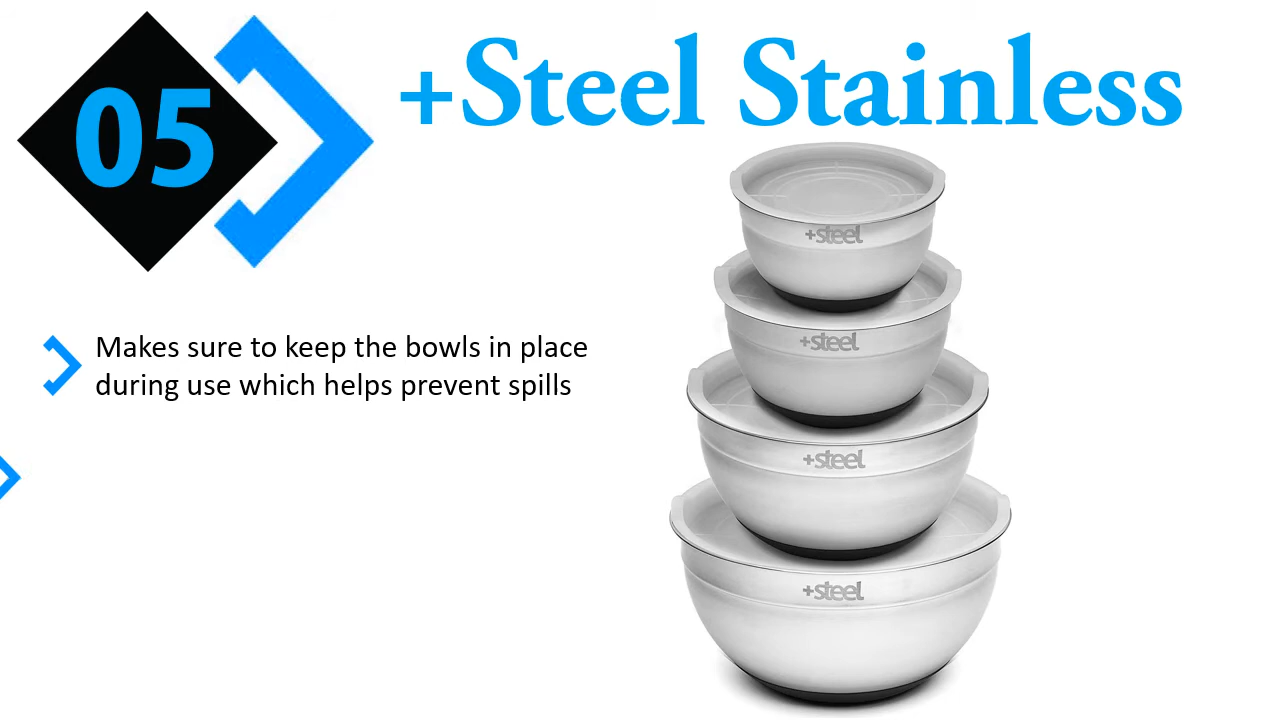 05
+Steel Stainless
Makes sure to keep the bowls in place
during use which helps prevent spills
+steel
+steel
+steel
+steel